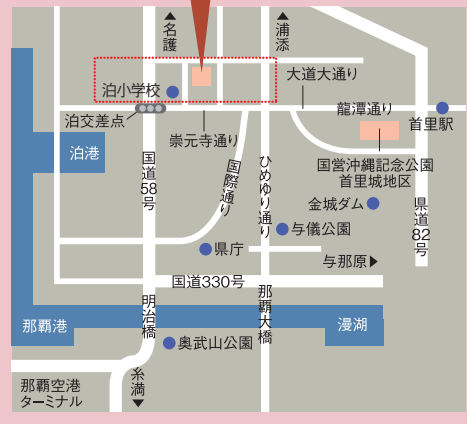 ▲名護
▲浦添
泊小学校
大道大通り
龍潭通り
首里駅
泊交差点
崇元寺通り
泊港
国道58号
国際通り
ひめゆり通り
国営沖縄記念公園
首里城地区
金城ダム
県道82号
与儀公園
県庁
与那原▶
国道330号
明治橋
那覇大橋
那覇港
漫湖
奥武山公園
糸満▼
那覇空港
ターミナル